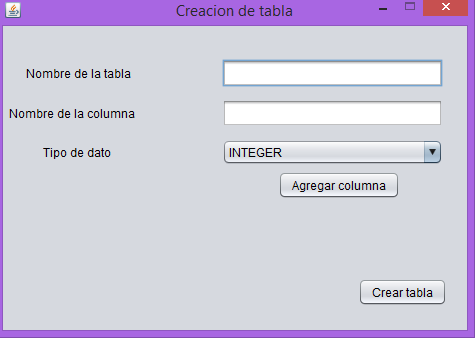 Creacion de tabla
Nombre de la tabla
Nombre de la columna
Tipo de dato
INTEGER
Agregar columna
Crear tabla